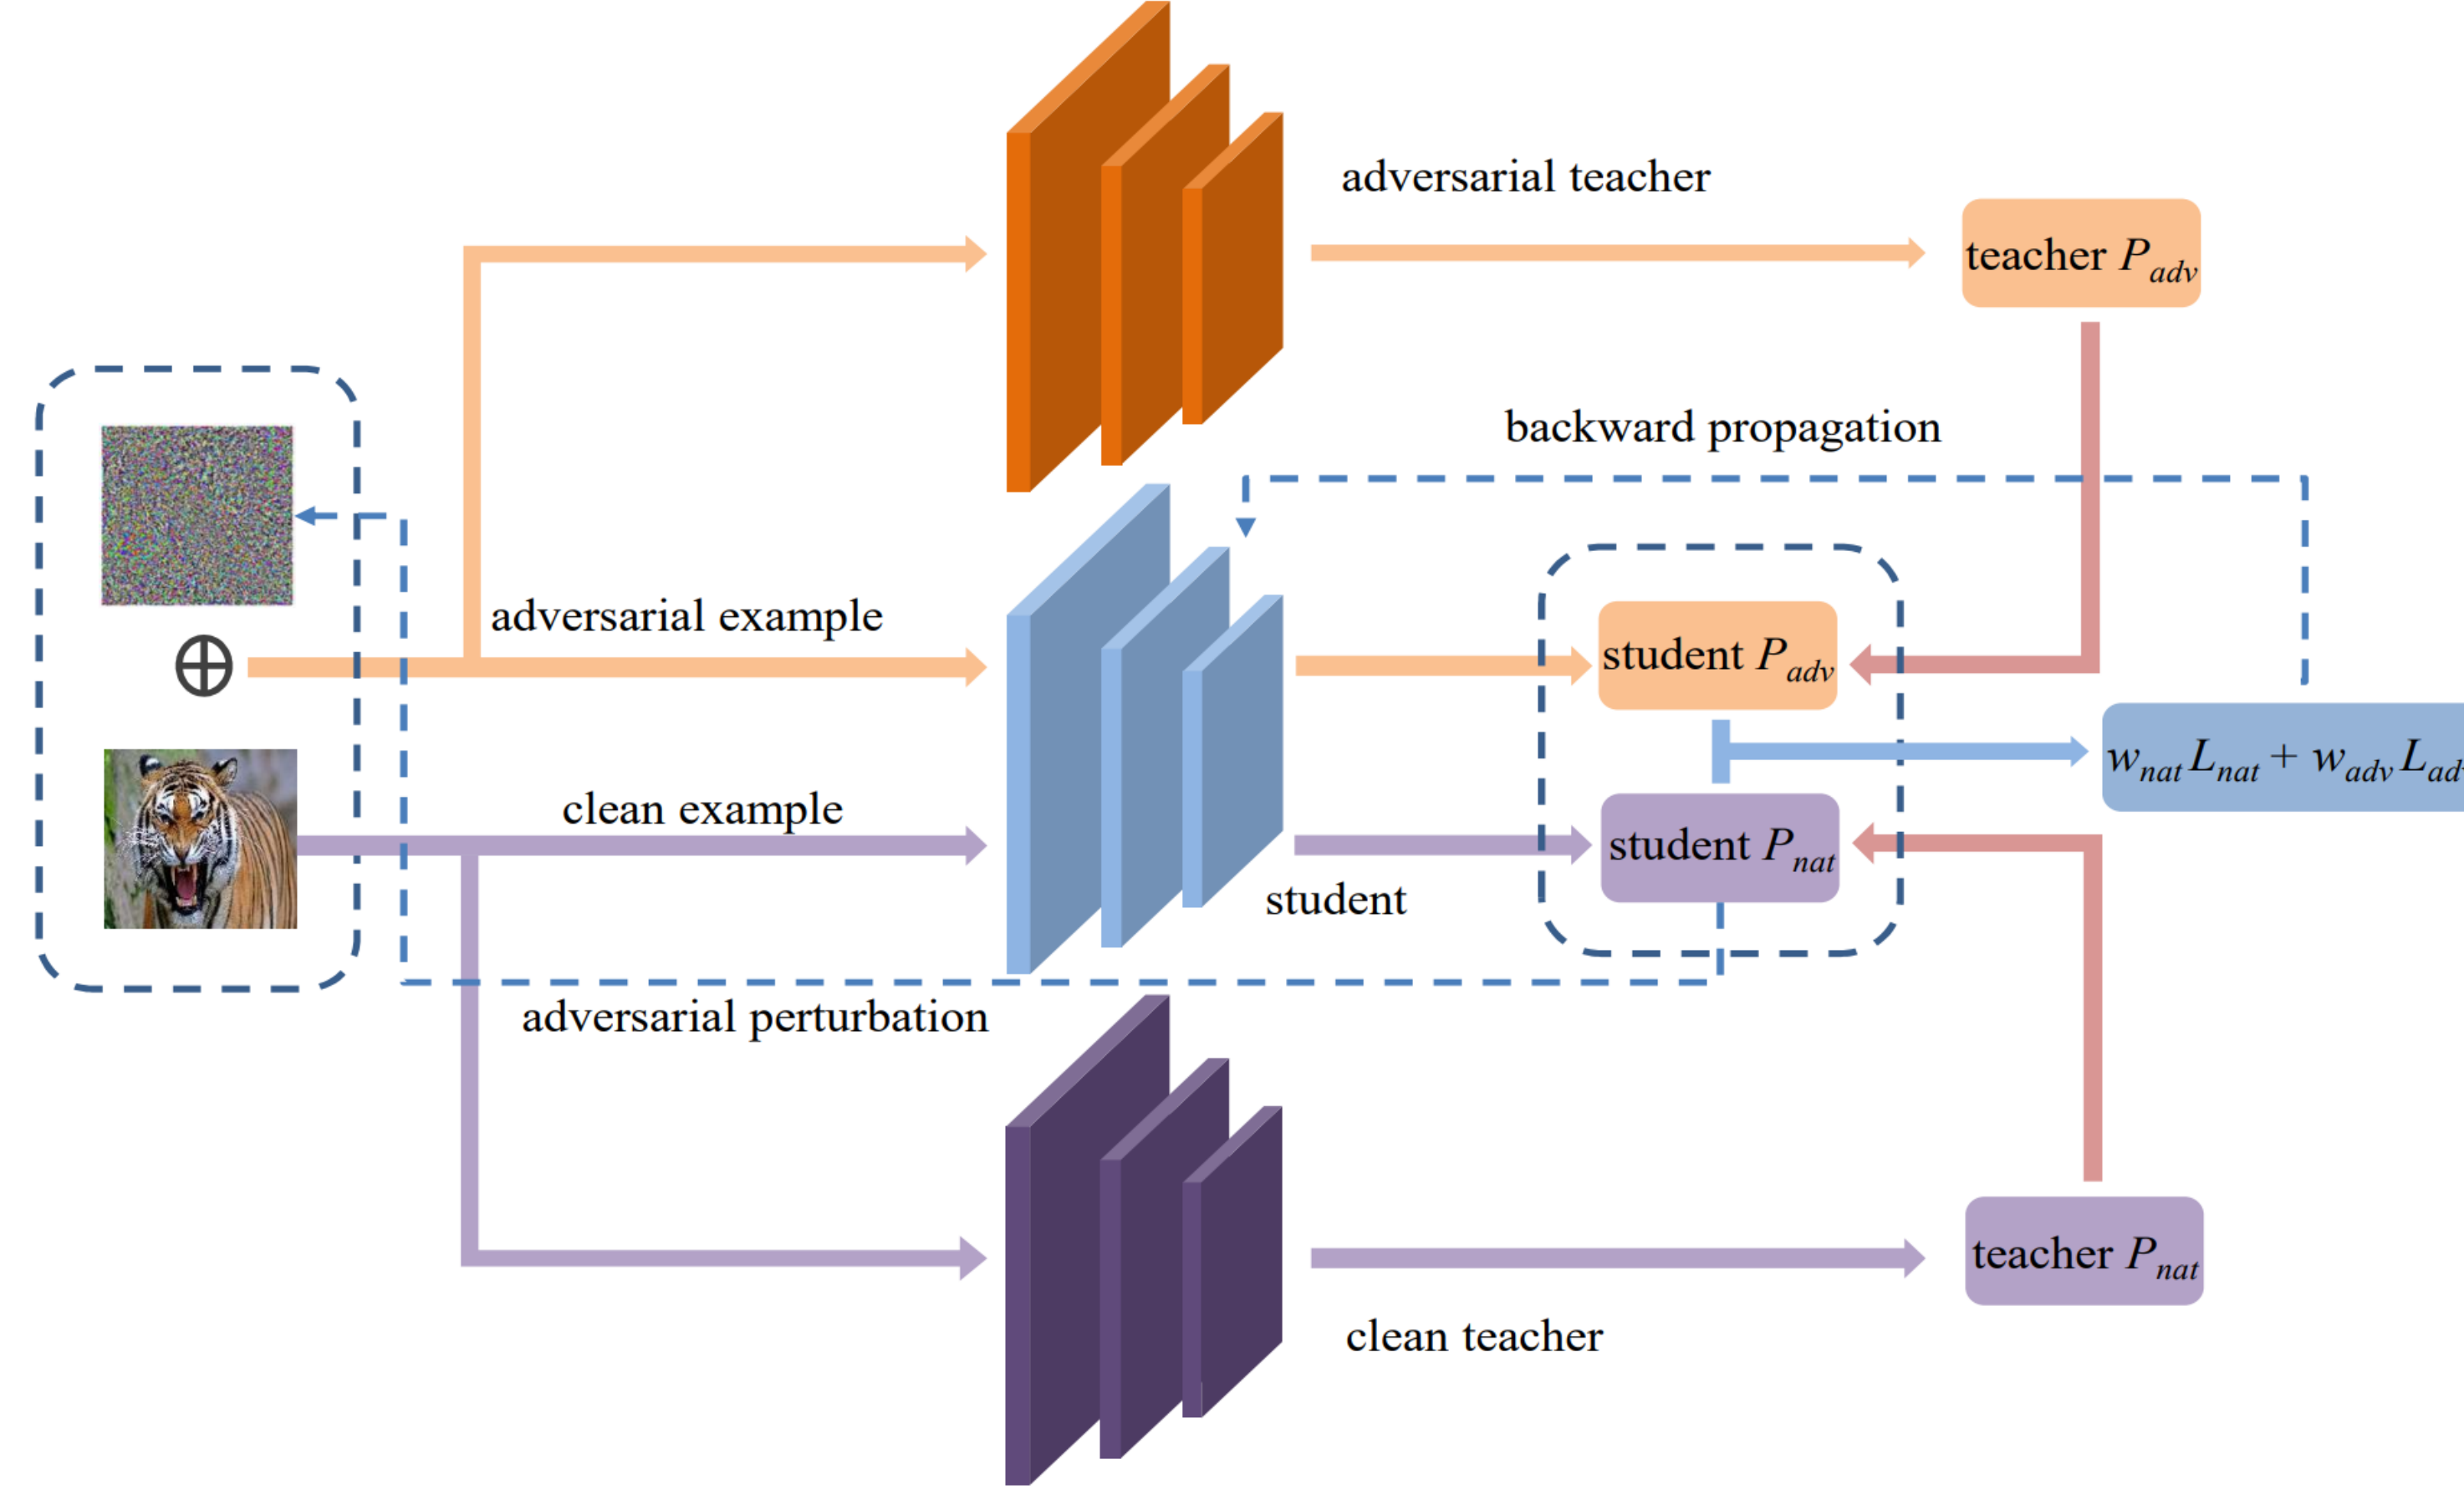 adversarial teacher
teacher P_adv
backward propagation
adversarial example
student P_adv
w_nat L_nat + w_adv L_ad
clean example
student P_nat
student
adversarial perturbation
teacher P_nat
clean teacher